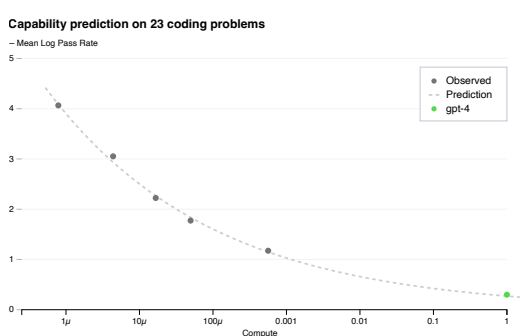 Capability prediction on 23 coding problems
– Mean Log Pass Rate
5
Observed
Prediction
gpt-4
4
3
2
1
0
1µ 10µ 100µ 0.001 0.01 0.1 1
Compute